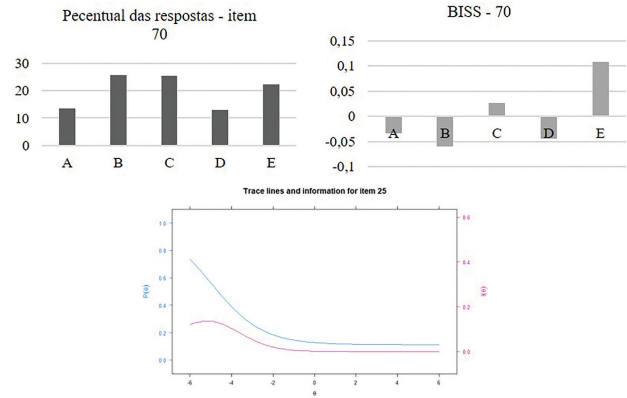 Pecentual das respostas - item
70
30
20
10
0
A B C D E
BISS - 70
0,15
0,1
0,05
0
-0,05
-0,1
A B C D E
Trace lines and information for item 25
1.0
0.8
0.6
0.4
0.2
0.0
P(θ)
0.6
0.4
0.2
0.0
I(θ)
-6 -4 -2 0 2 4 6
θ